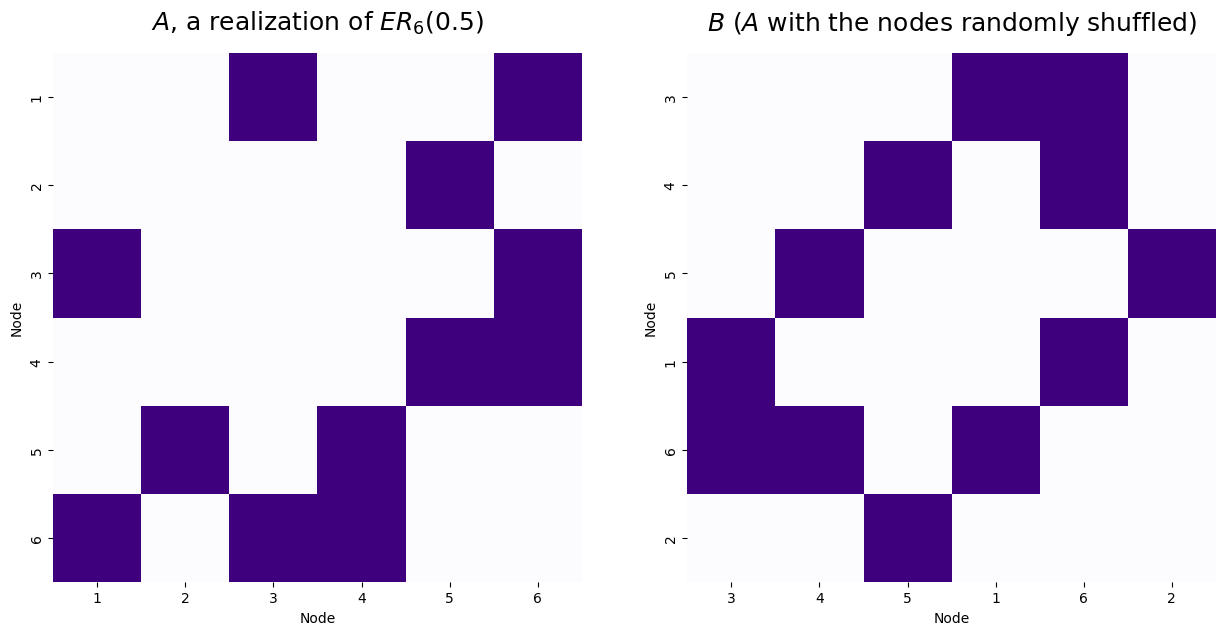 A, a realization of ER₆(0.5)
1
2
3
4
5
6
Node
1 2 3 4 5 6
Node
B (A with the nodes randomly shuffled)
3
4
5
1
6
2
Node
3 4 5 1 6 2
Node